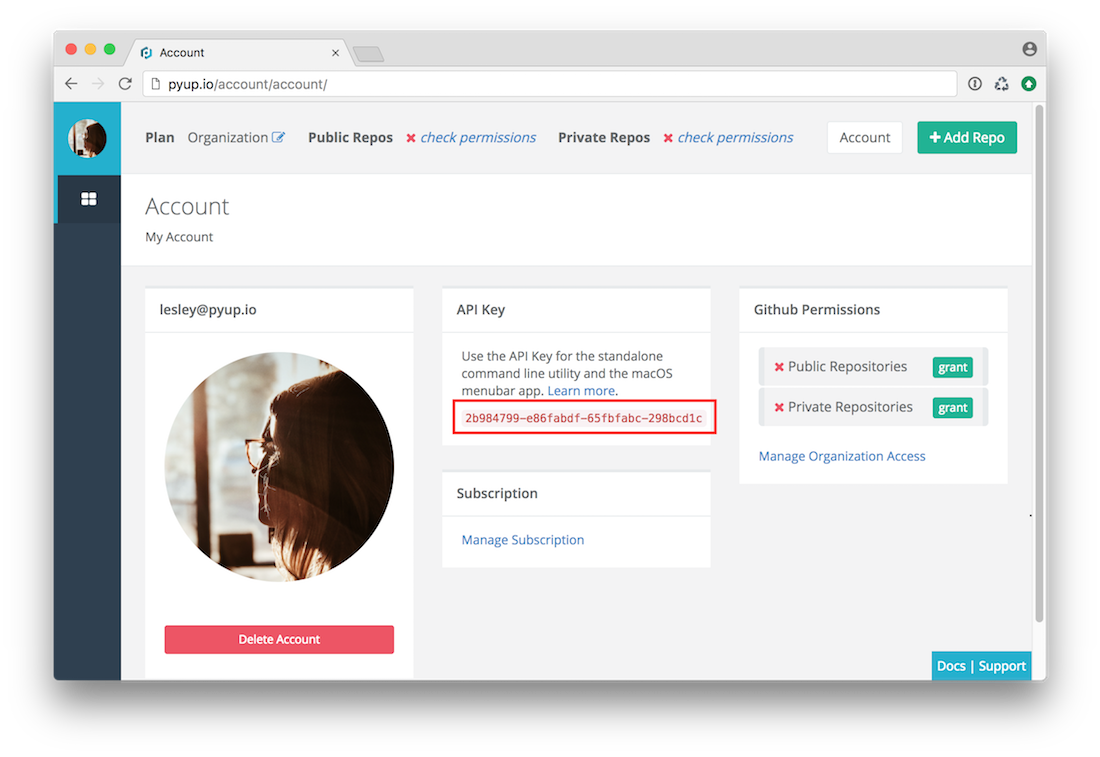 Account
pyup.io/account/account/
Plan Organization Public Repos check permissions Private Repos check permissions Account + Add Repo
Account
My Account
lesley@pyup.io
Delete Account
API Key
Use the API Key for the standalone
command line utility and the macOS
menubar app. Learn more.
2b984799-e86fabdf-65fbfabc-298bcd1c
Subscription
Manage Subscription
Github Permissions
Public Repositories grant
Private Repositories grant
Manage Organization Access
Docs | Support